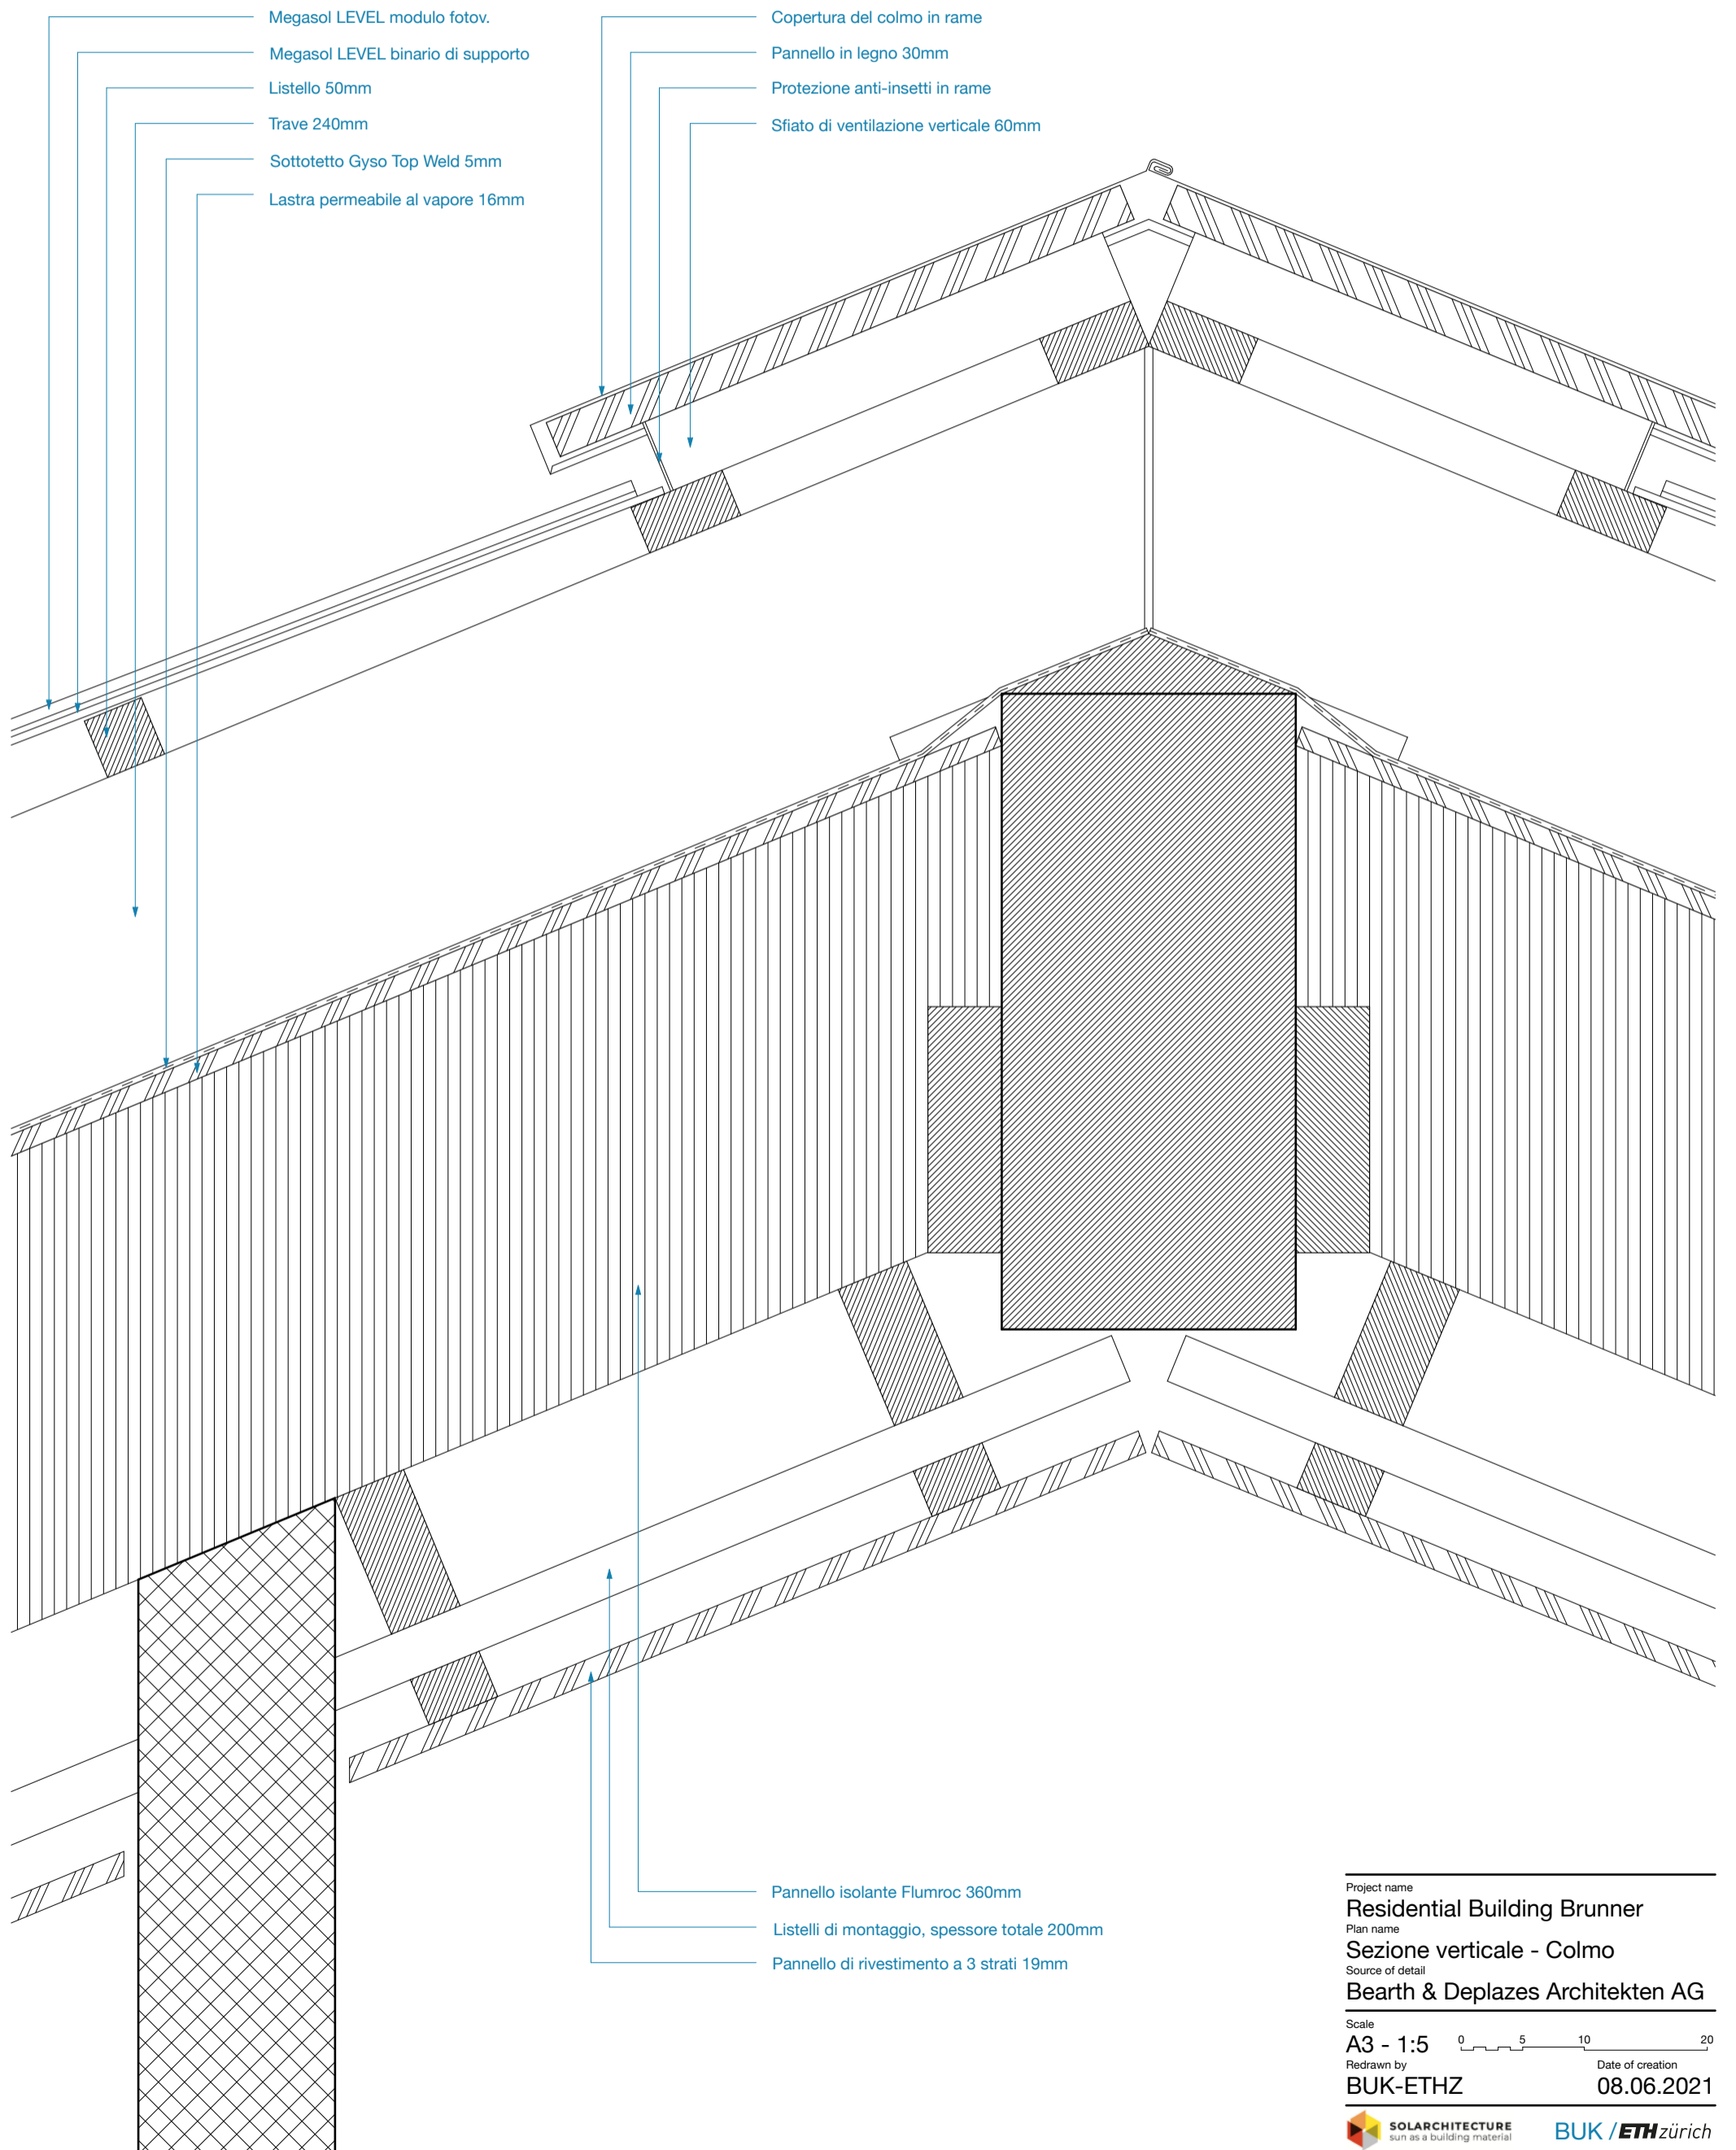 Megasol LEVEL modulo fotov.
Megasol LEVEL binario di supporto
Listello 50mm
Trave 240mm
Sottotetto Gyso Top Weld 5mm
Lastra permeabile al vapore 16mm
Copertura del colmo in rame
Pannello in legno 30mm
Protezione anti-insetti in rame
Sfiato di ventilazione verticale 60mm
Pannello isolante Flumroc 360mm
Listelli di montaggio, spessore totale 200mm
Pannello di rivestimento a 3 strati 19mm
Project name
Residential Building Brunner
Plan name
Sezione verticale - Colmo
Source of detail
Bearth & Deplazes Architekten AG
Scale
A3 - 1:5
0 5 10 20
Redrawn by
BUK-ETHZ
Date of creation
08.06.2021
SOLARCHITECTURE
sun as a building material
BUK / ETH zürich